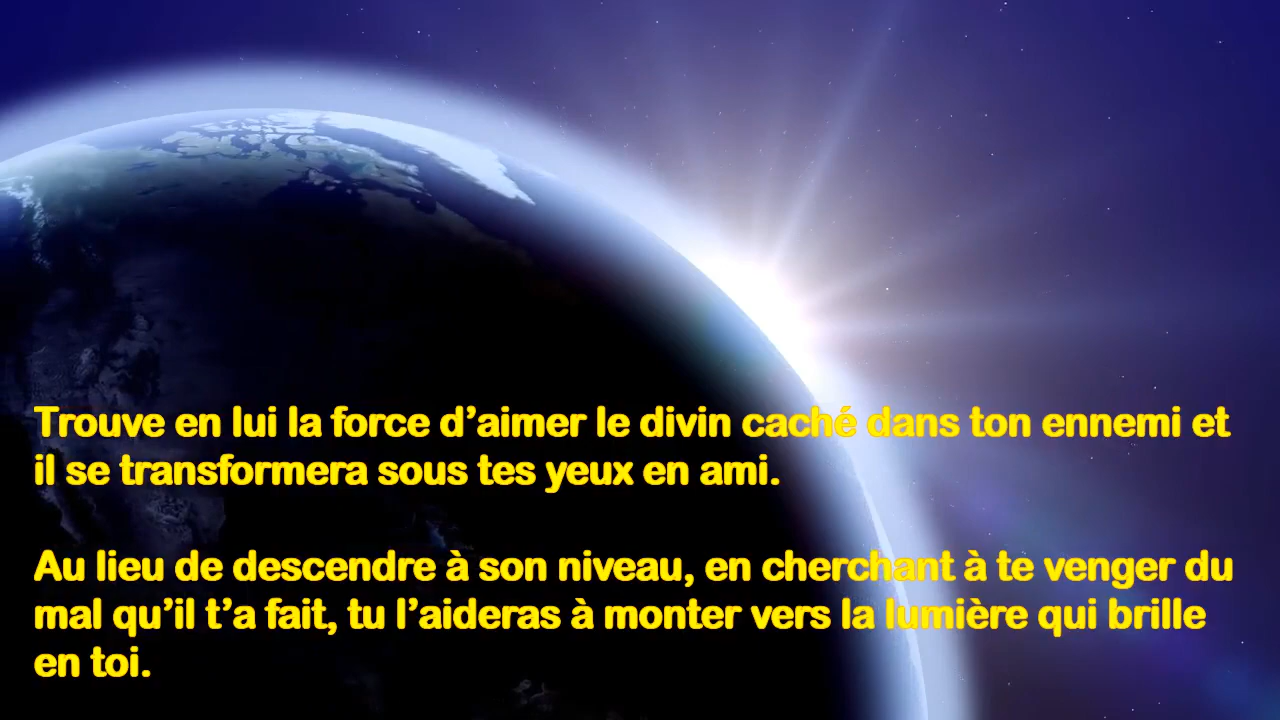 Trouve en lui la force d’aimer le divin caché dans ton ennemi et
il se transformera sous tes yeux en ami.
Au lieu de descendre à son niveau, en cherchant à te venger du
mal qu’il t’a fait, tu l’aideras à monter vers la lumière qui brille
en toi.